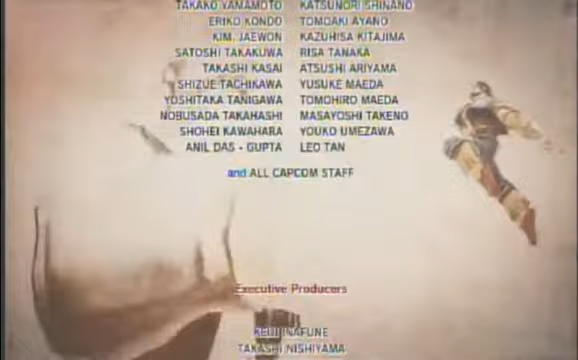 TAKAKO YAMAMOTO KATSUNORI SHINANO
ERIKO KONDO TOMOAKI AYANO
KIM, JAEWON KAZUHISA KITAJIMA
SATOSHI TAKAKUWA RISA TANAKA
TAKASHI KASAI ATSUSHI ARIYAMA
SHIZUE TACHIKAWA YUSUKE MAEDA
YOSHITAKA TANIGAWA TOMOHIRO MAEDA
NOBUSADA TAKAHASHI MASAYOSHI TAKENO
SHOHEI KAWAHARA YOUKO UMEZAWA
ANIL DAS - GUPTA LEO TAN
and ALL CAPCOM STAFF
Executive Producers
KEIJI INAFUNE
TAKASHI NISHIYAMA